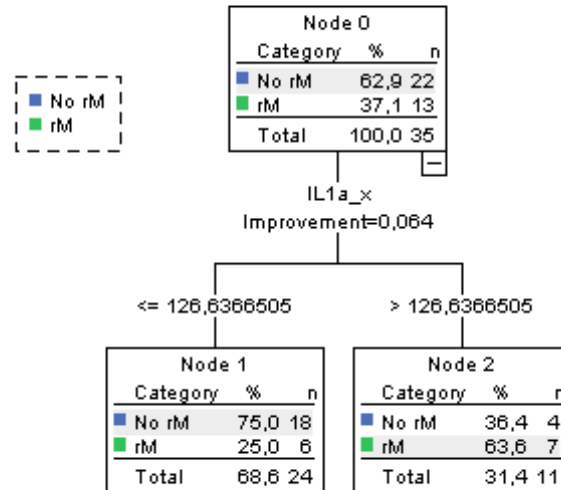 No rM
rM
Node 0
Category % n
No rM 62,9 22
rM 37,1 13
Total 100,0 35
IL1a_x
Improvement=0,064
<= 126,6366505
> 126,6366505
Node 1
Category % n
No rM 75,0 18
rM 25,0 6
Total 68,6 24
Node 2
Category % n
No rM 36,4 4
rM 63,6 7
Total 31,4 11